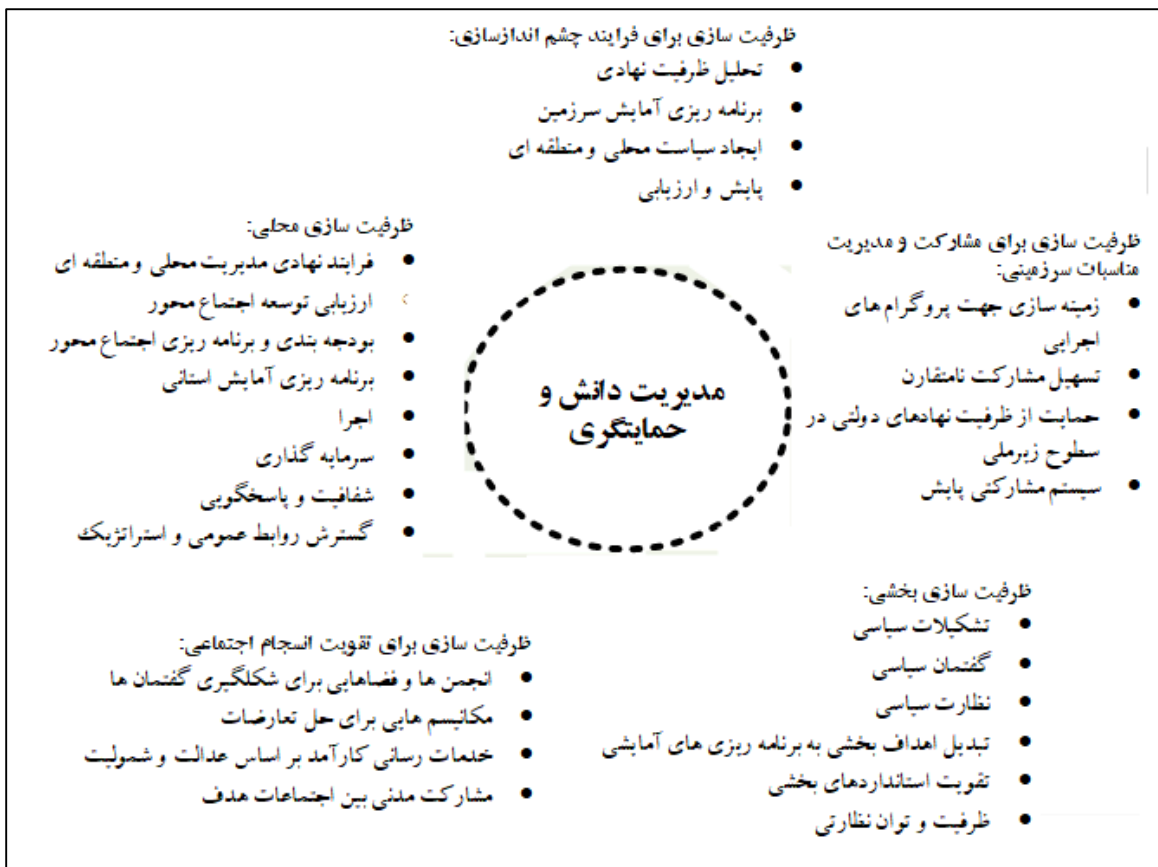 ظرفیت سازی برای فرایند چشم اندازسازی:
• تحلیل ظرفیت نهادی
• برنامه ریزی آمایش سرزمین
• ایجاد سیاست محلی و منطقه ای
• پایش و ارزیابی
ظرفیت سازی برای مشارکت و مدیریت
مناسبات سرزمینی:
• زمینه سازی جهت پروگرام های
اجرایی
• تسهیل مشارکت نامتقارن
• حمایت از ظرفیت نهادهای دولتی در
سطوح زیرملی
• سیستم مشارکتی پایش
ظرفیت سازی محلی:
• فرایند نهادی مدیریت محلی و منطقه ای
ارزیابی توسعه اجتماع محور
• بودجه بندی و برنامه ریزی اجتماع محور
• برنامه ریزی آمایش استانی
• اجرا
• سرمایه گذاری
• شفافیت و پاسخگویی
• گسترش روابط عمومی و استراتژیک
مدیریت دانش و
حمایتگری
ظرفیت سازی بخشی:
• تشکیلات سیاسی
• گفتمان سیاسی
• نظارت سیاسی
• تبدیل اهداف بخشی به برنامه ریزی های آمایشی
• تقویت استانداردهای بخشی
• ظرفیت و توان نظارتی
ظرفیت سازی برای تقویت انسجام اجتماعی:
• انجمن ها و فضاهایی برای شکلگیری گفتمان ها
• مکانیسم هایی برای حل تعارضات
• خدمات رسانی کارآمد بر اساس عدالت و شمولیت
• مشارکت مدنی بین اجتماعات هدف